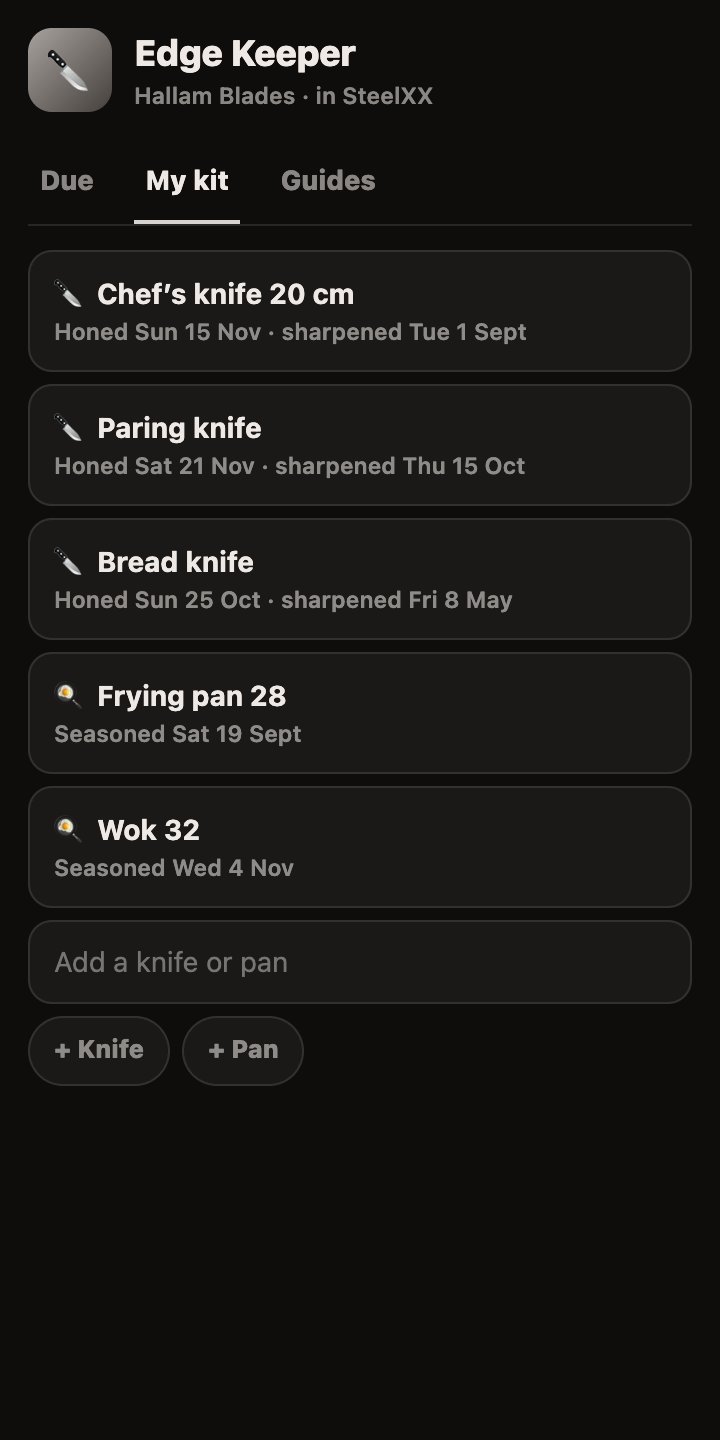 Edge Keeper
Hallam Blades · in SteelXX
Due
My kit
Guides
Chef’s knife 20 cm
Honed Sun 15 Nov · sharpened Tue 1 Sept
Paring knife
Honed Sat 21 Nov · sharpened Thu 15 Oct
Bread knife
Honed Sun 25 Oct · sharpened Fri 8 May
Frying pan 28
Seasoned Sat 19 Sept
Wok 32
Seasoned Wed 4 Nov
Add a knife or pan
+ Knife
+ Pan